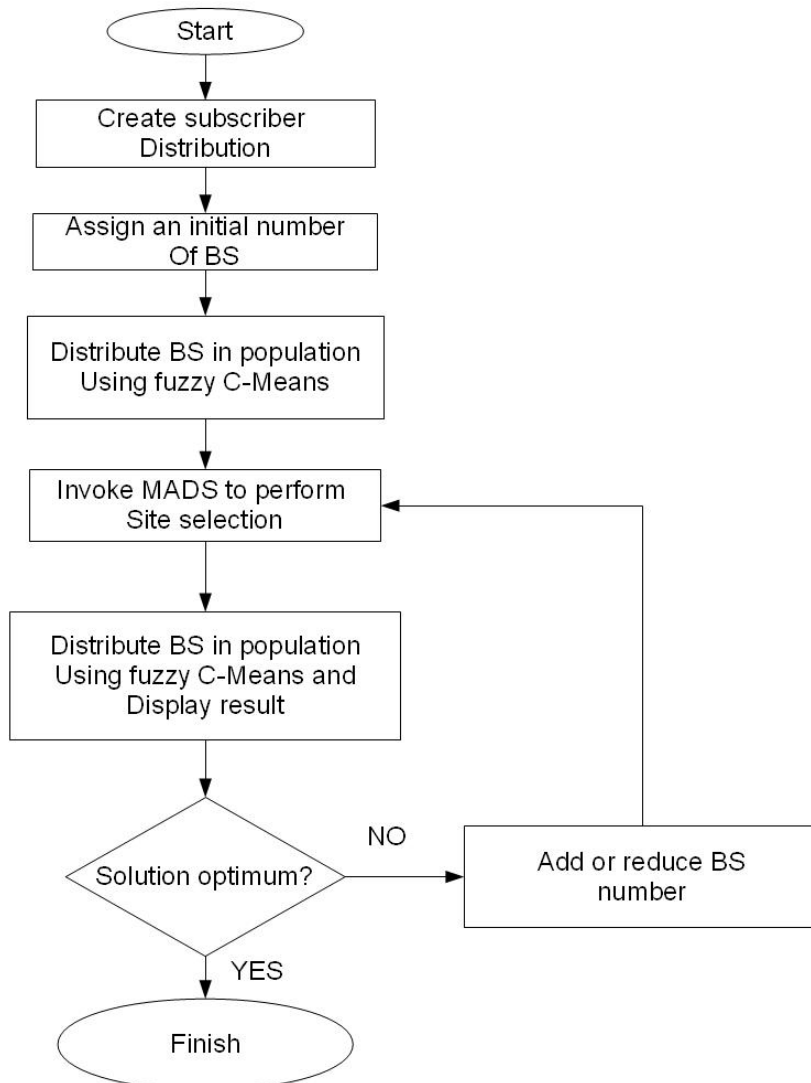 Start
Create subscriber
Distribution
Assign an initial number
Of BS
Distribute BS in population
Using fuzzy C-Means
Invoke MADS to perform
Site selection
Distribute BS in population
Using fuzzy C-Means and
Display result
Solution optimum?
NO
Add or reduce BS
number
YES
Finish